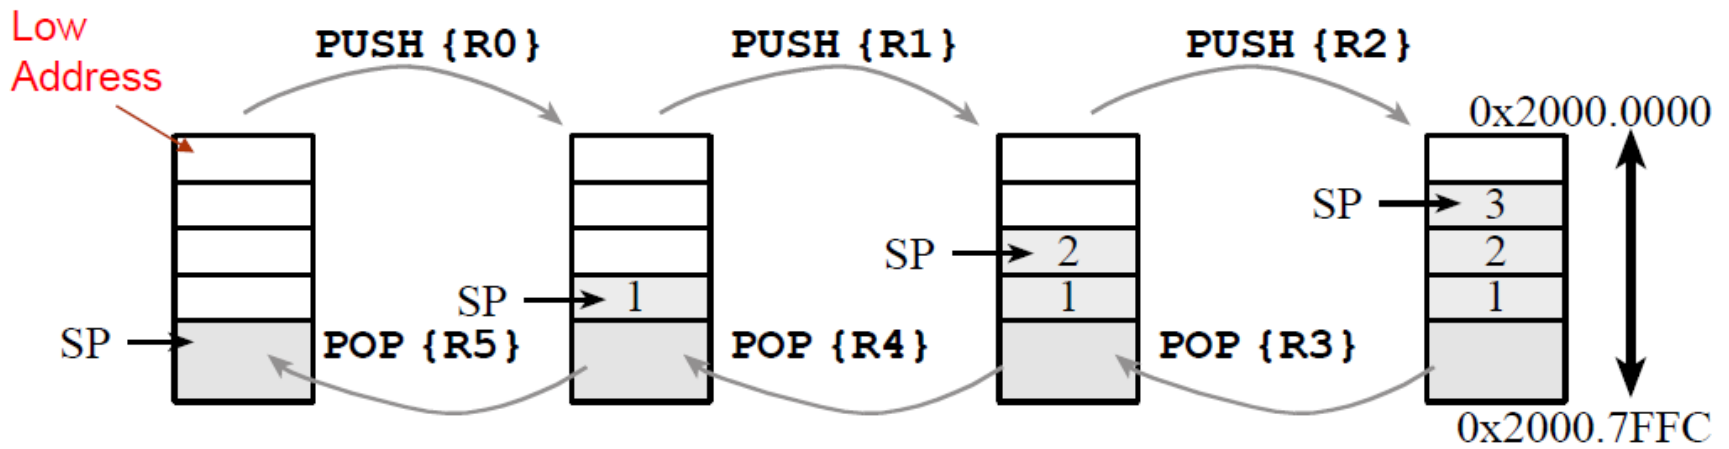 Low
Address
PUSH {R0}
PUSH {R1}
PUSH {R2}
0x2000.0000
SP
3
SP
2
2
SP
1
1
1
SP
POP {R5}
POP {R4}
POP {R3}
0x2000.7FFC